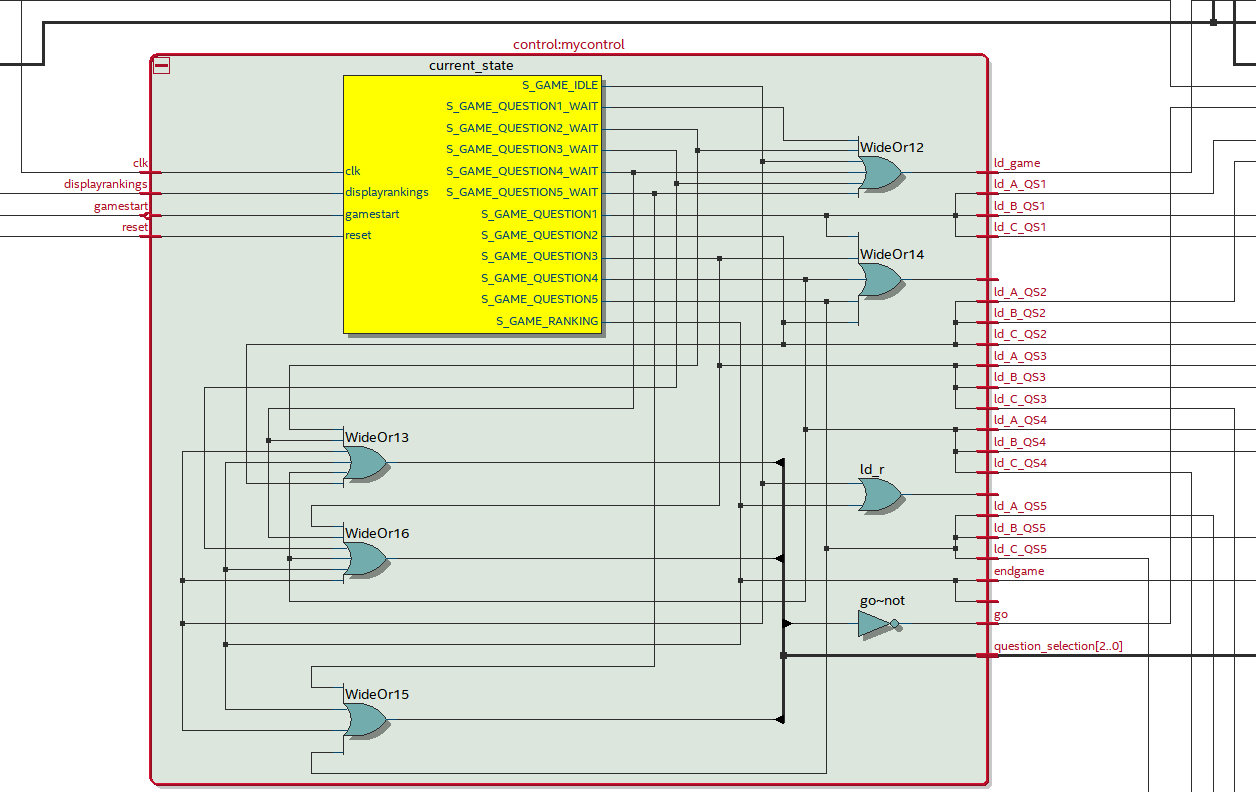 control:mycontrol
current_state
S_GAME_IDLE
S_GAME_QUESTION1_WAIT
S_GAME_QUESTION2_WAIT
S_GAME_QUESTION3_WAIT
S_GAME_QUESTION4_WAIT
S_GAME_QUESTION5_WAIT
S_GAME_QUESTION1
S_GAME_QUESTION2
S_GAME_QUESTION3
S_GAME_QUESTION4
S_GAME_QUESTION5
S_GAME_RANKING
clk
displayrankings
gamestart
reset
clk
displayrankings
gamestart
reset
WideOr12
WideOr14
WideOr13
WideOr16
WideOr15
ld_r
go~not
ld_game
ld_A_QS1
ld_B_QS1
ld_C_QS1
ld_A_QS2
ld_B_QS2
ld_C_QS2
ld_A_QS3
ld_B_QS3
ld_C_QS3
ld_A_QS4
ld_B_QS4
ld_C_QS4
ld_A_QS5
ld_B_QS5
ld_C_QS5
endgame
go
question_selection[2..0]